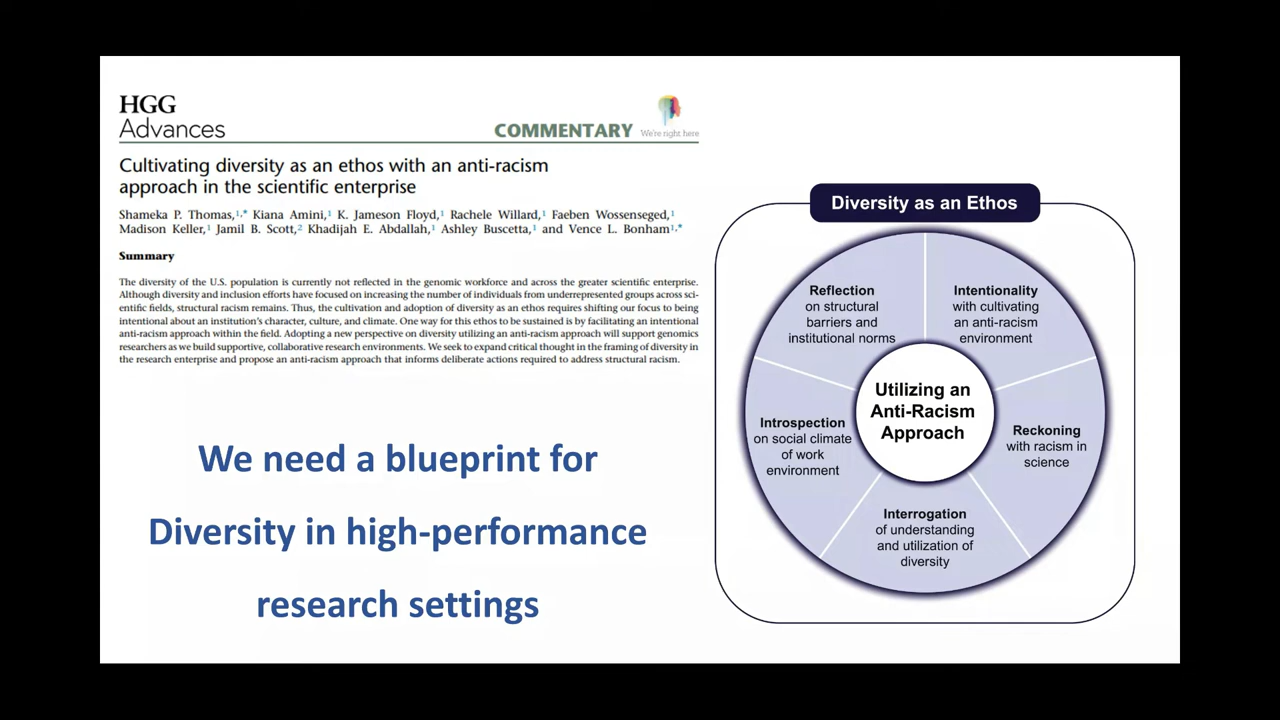 HGG
Advances
COMMENTARY
We're right here
Cultivating diversity as an ethos with an anti-racism
approach in the scientific enterprise
Shameka P. Thomas,1,* Kiana Amini,1 K. Jameson Floyd,1 Rachele Willard,1 Faeben Wossenseged,1
Madison Keller,1 Jamil B. Scott,2 Khadijah E. Abdallah,1 Ashley Buscetta,1 and Vence L. Bonham1,*
Summary
The diversity of the U.S. population is currently not reflected in the genomic workforce and across the greater scientific enterprise.
Although diversity and inclusion efforts have focused on increasing the number of individuals from underrepresented groups across sci-
entific fields, structural racism remains. Thus, the cultivation and adoption of diversity as an ethos requires shifting our focus to being
intentional about an institution's character, culture, and climate. One way for this ethos to be sustained is by facilitating an intentional
anti-racism approach within the field. Adopting a new perspective on diversity utilizing an anti-racism approach will support genomics
researchers as we build supportive, collaborative research environments. We seek to expand critical thought in the framing of diversity in
the research enterprise and propose an anti-racism approach that informs deliberate actions required to address structural racism.
We need a blueprint for
Diversity in high-performance
research settings
Diversity as an Ethos
Reflection
on structural
barriers and
institutional norms
Intentionality
with cultivating
an anti-racism
environment
Utilizing an
Anti-Racism
Approach
Introspection
on social climate
of work
environment
Reckoning
with racism in
science
Interrogation
of understanding
and utilization of
diversity